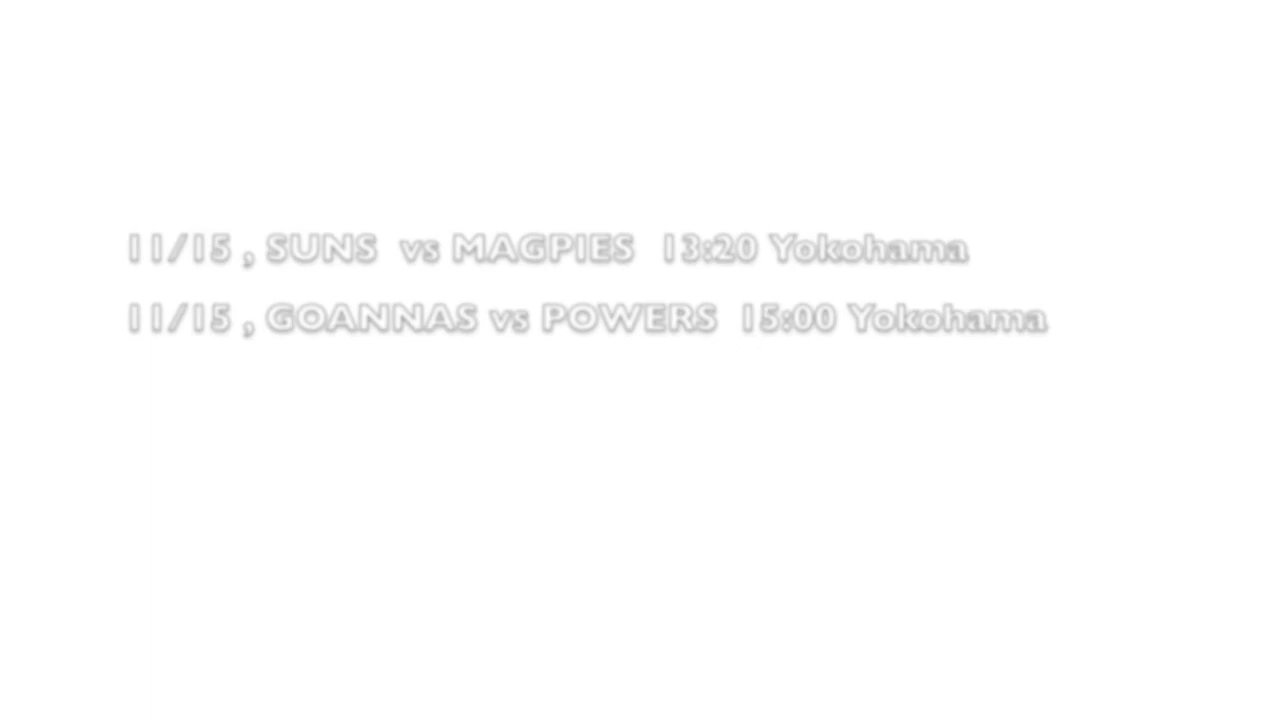 11/15 , SUNS  vs MAGPIES  13:20 Yokohama
11/15 , GOANNAS vs POWERS  15:00 Yokohama